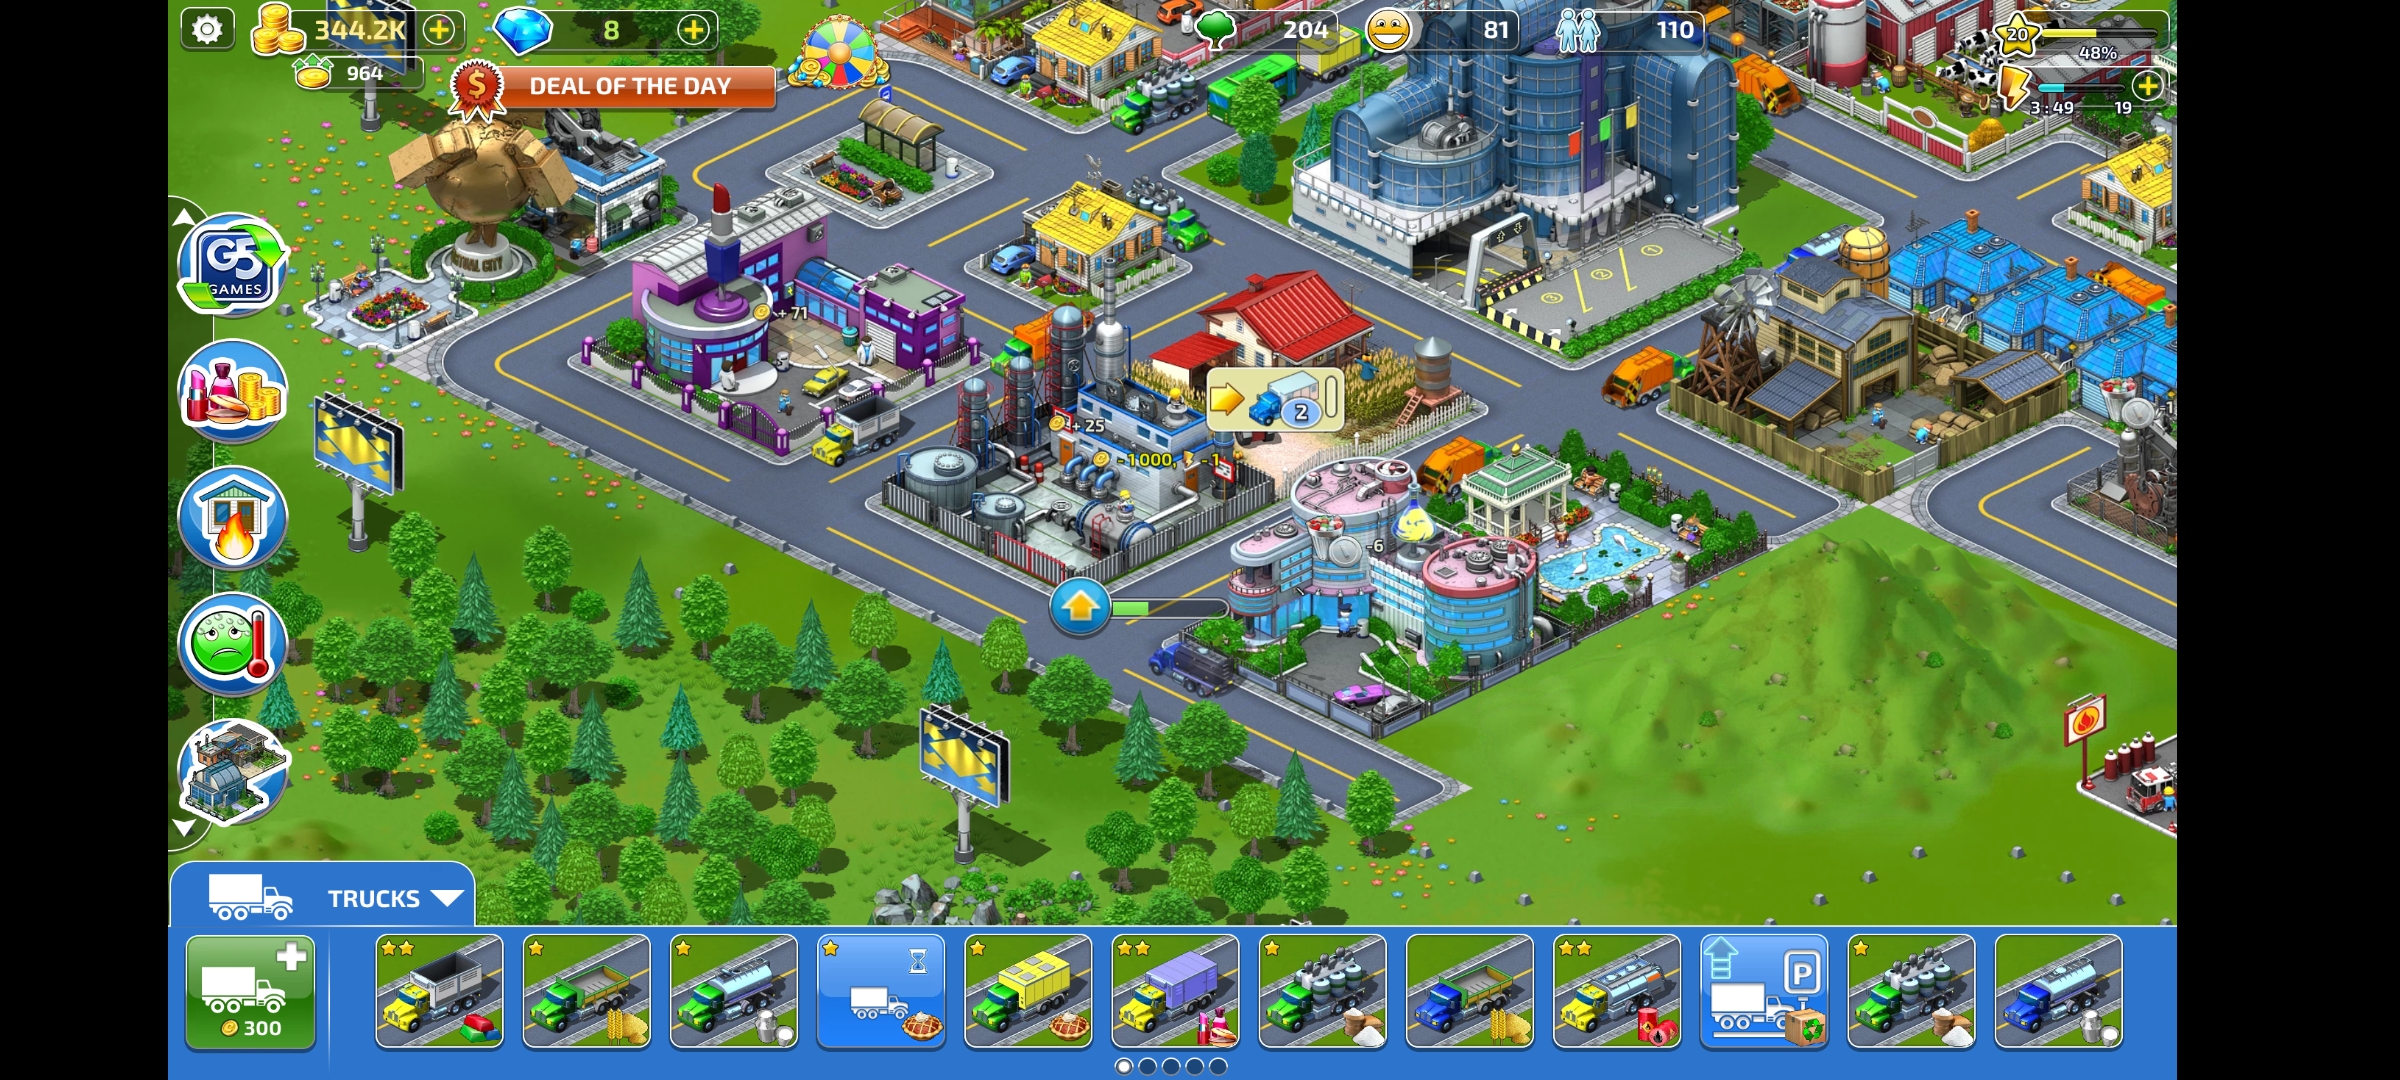 344.2K
8
204
81
110
20
48%
964
DEAL OF THE DAY
3:49
19
G5
GAMES
+ 71
2
+ 25
- 1 000, - 1
-6
-1
TRUCKS
300
P